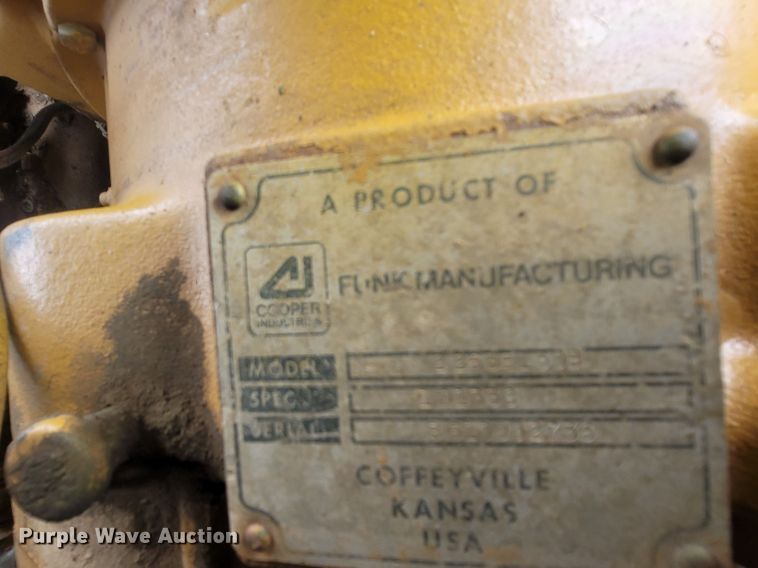 A PRODUCT OF
COOPER
INDUSTRIES
FUNK MANUFACTURING
MODEL
SPEC.
SERIAL
COFFEYVILLE
KANSAS
USA
Purple Wave Auction